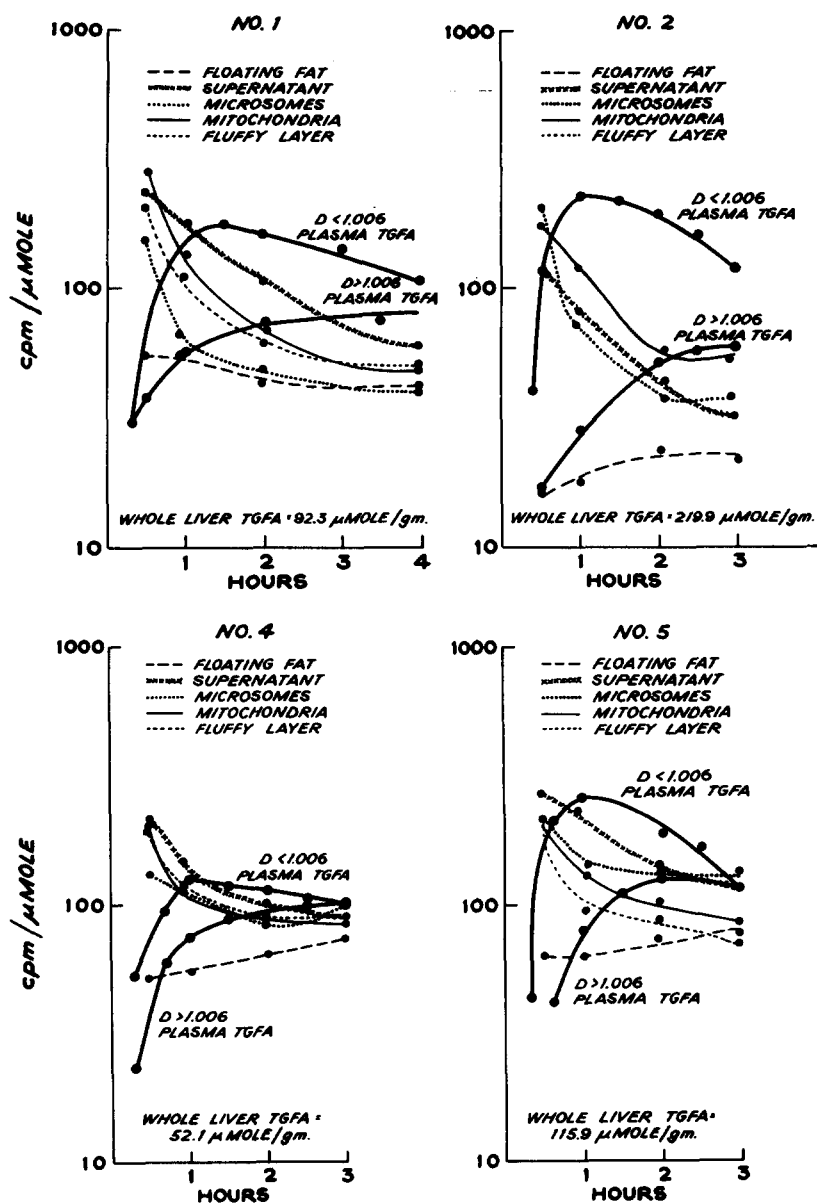 NO. 1
1000
100
10
cpm/μMOLE
FLOATING FAT
SUPERNATANT
MICROSOMES
MITOCHONDRIA
FLUFFY LAYER
D < 1.006
PLASMA TGFA
D > 1.006
PLASMA TGFA
WHOLE LIVER TGFA = 92.3 μMOLE/gm.
1 2 3 4
HOURS
NO. 2
1000
100
10
FLOATING FAT
SUPERNATANT
MICROSOMES
MITOCHONDRIA
FLUFFY LAYER
D < 1.006
PLASMA TGFA
D > 1.006
PLASMA TGFA
WHOLE LIVER TGFA = 219.9 μMOLE/gm.
1 2 3
HOURS
NO. 4
1000
100
10
cpm/μMOLE
FLOATING FAT
SUPERNATANT
MICROSOMES
MITOCHONDRIA
FLUFFY LAYER
D < 1.006
PLASMA TGFA
D > 1.006
PLASMA TGFA
WHOLE LIVER TGFA =
52.1 μMOLE/gm.
1 2 3
HOURS
NO. 5
1000
100
10
FLOATING FAT
SUPERNATANT
MICROSOMES
MITOCHONDRIA
FLUFFY LAYER
D < 1.006
PLASMA TGFA
D > 1.006
PLASMA TGFA
WHOLE LIVER TGFA=
115.9 μMOLE/gm.
1 2 3
HOURS